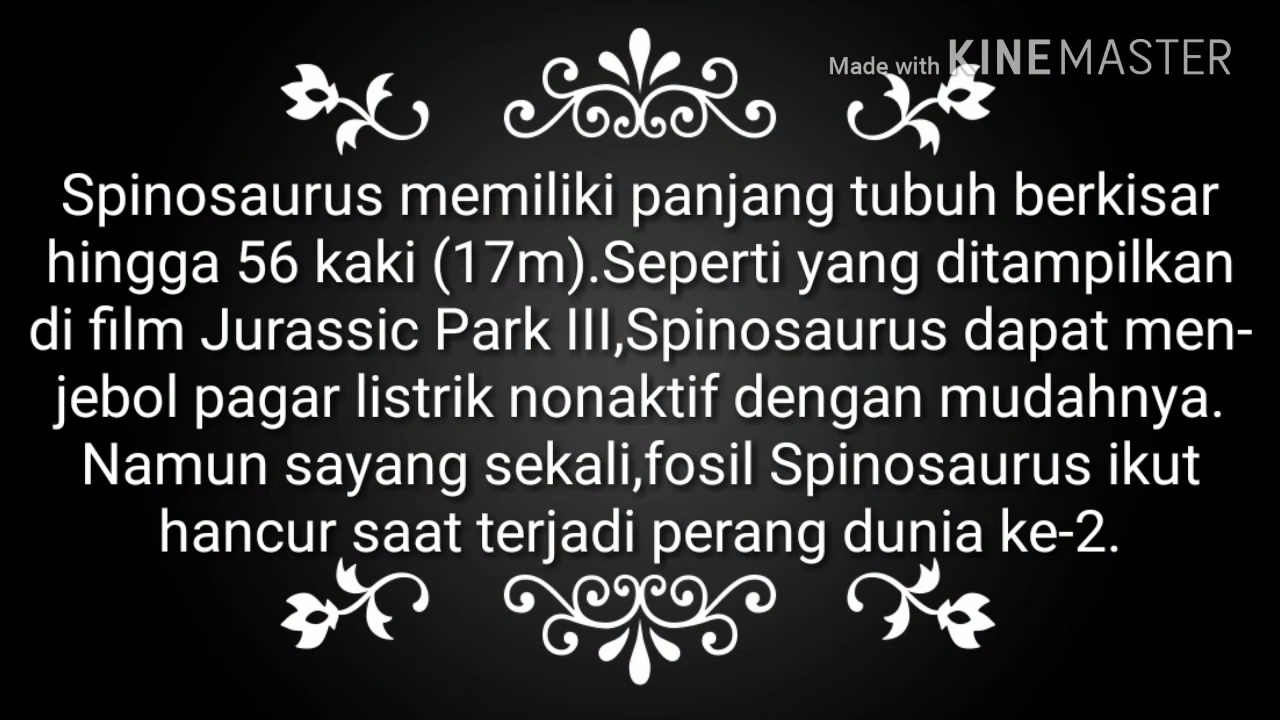 Made with KINEMASTER
Spinosaurus memiliki panjang tubuh berkisar
hingga 56 kaki (17m).Seperti yang ditampilkan
di film Jurassic Park III,Spinosaurus dapat men-
jebol pagar listrik nonaktif dengan mudahnya.
Namun sayang sekali,fosil Spinosaurus ikut
hancur saat terjadi perang dunia ke-2.